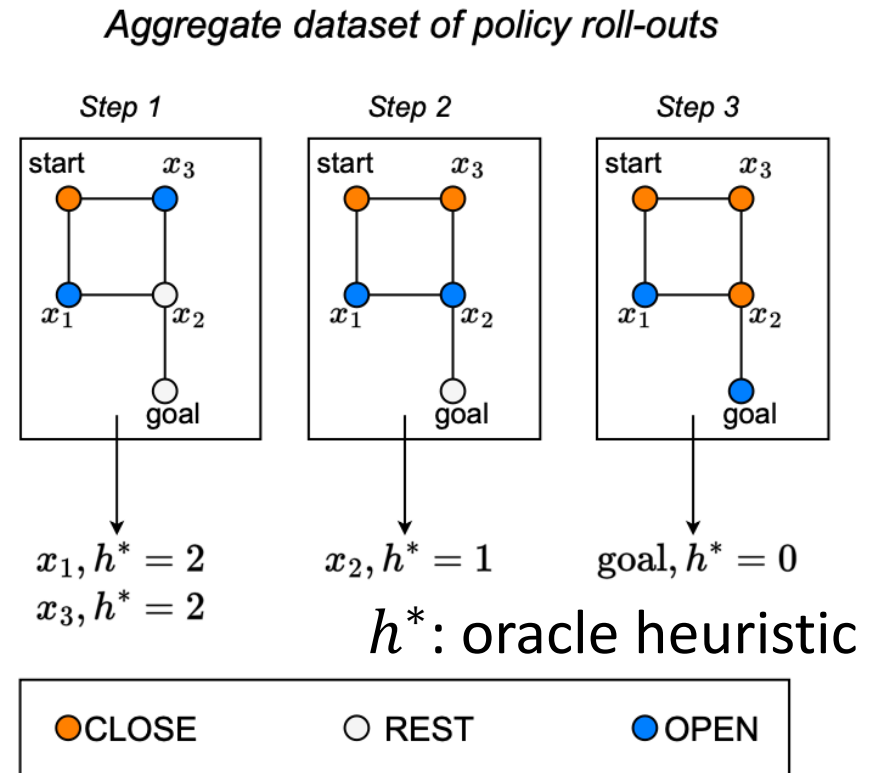 Aggregate dataset of policy roll-outs
Step 1
start x₃
x₁ x₂
goal
x₁, h* = 2
x₃, h* = 2
Step 2
start x₃
x₁ x₂
goal
x₂, h* = 1
Step 3
start x₃
x₁ x₂
goal
goal, h* = 0
h*: oracle heuristic
CLOSE REST OPEN